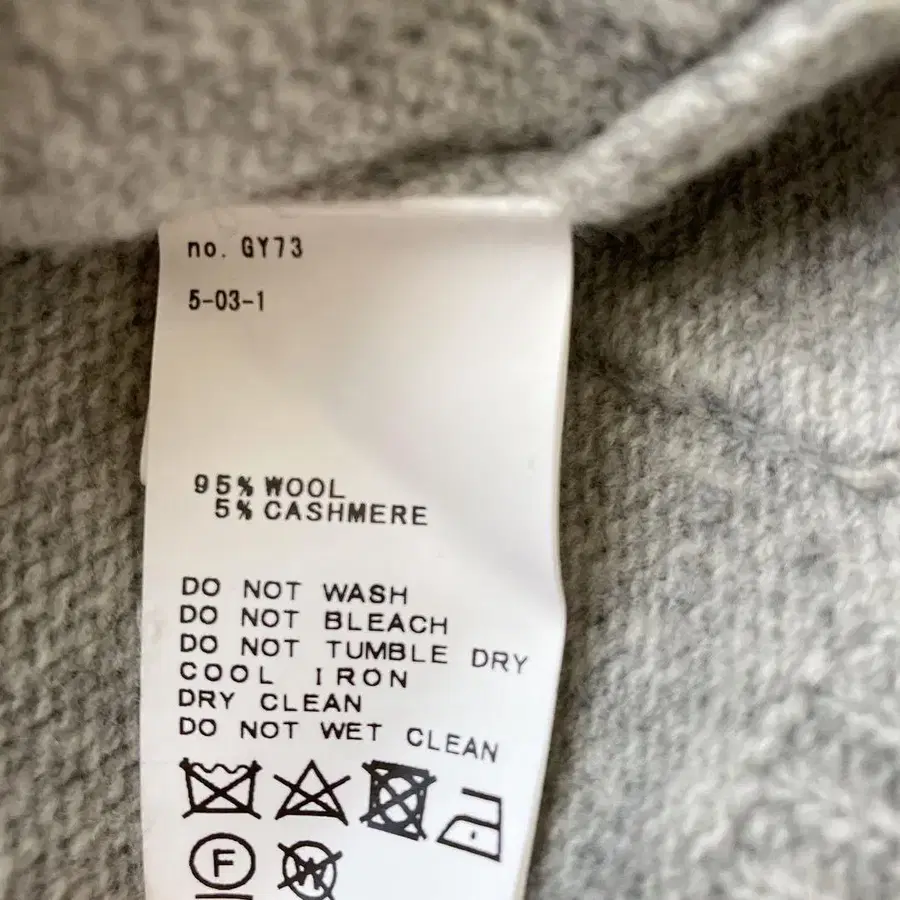 no. GY73
5-03-1
95% WOOL
5% CASHMERE
DO NOT WASH
DO NOT BLEACH
DO NOT TUMBLE DRY
COOL IRON
DRY CLEAN
DO NOT WET CLEAN
F W